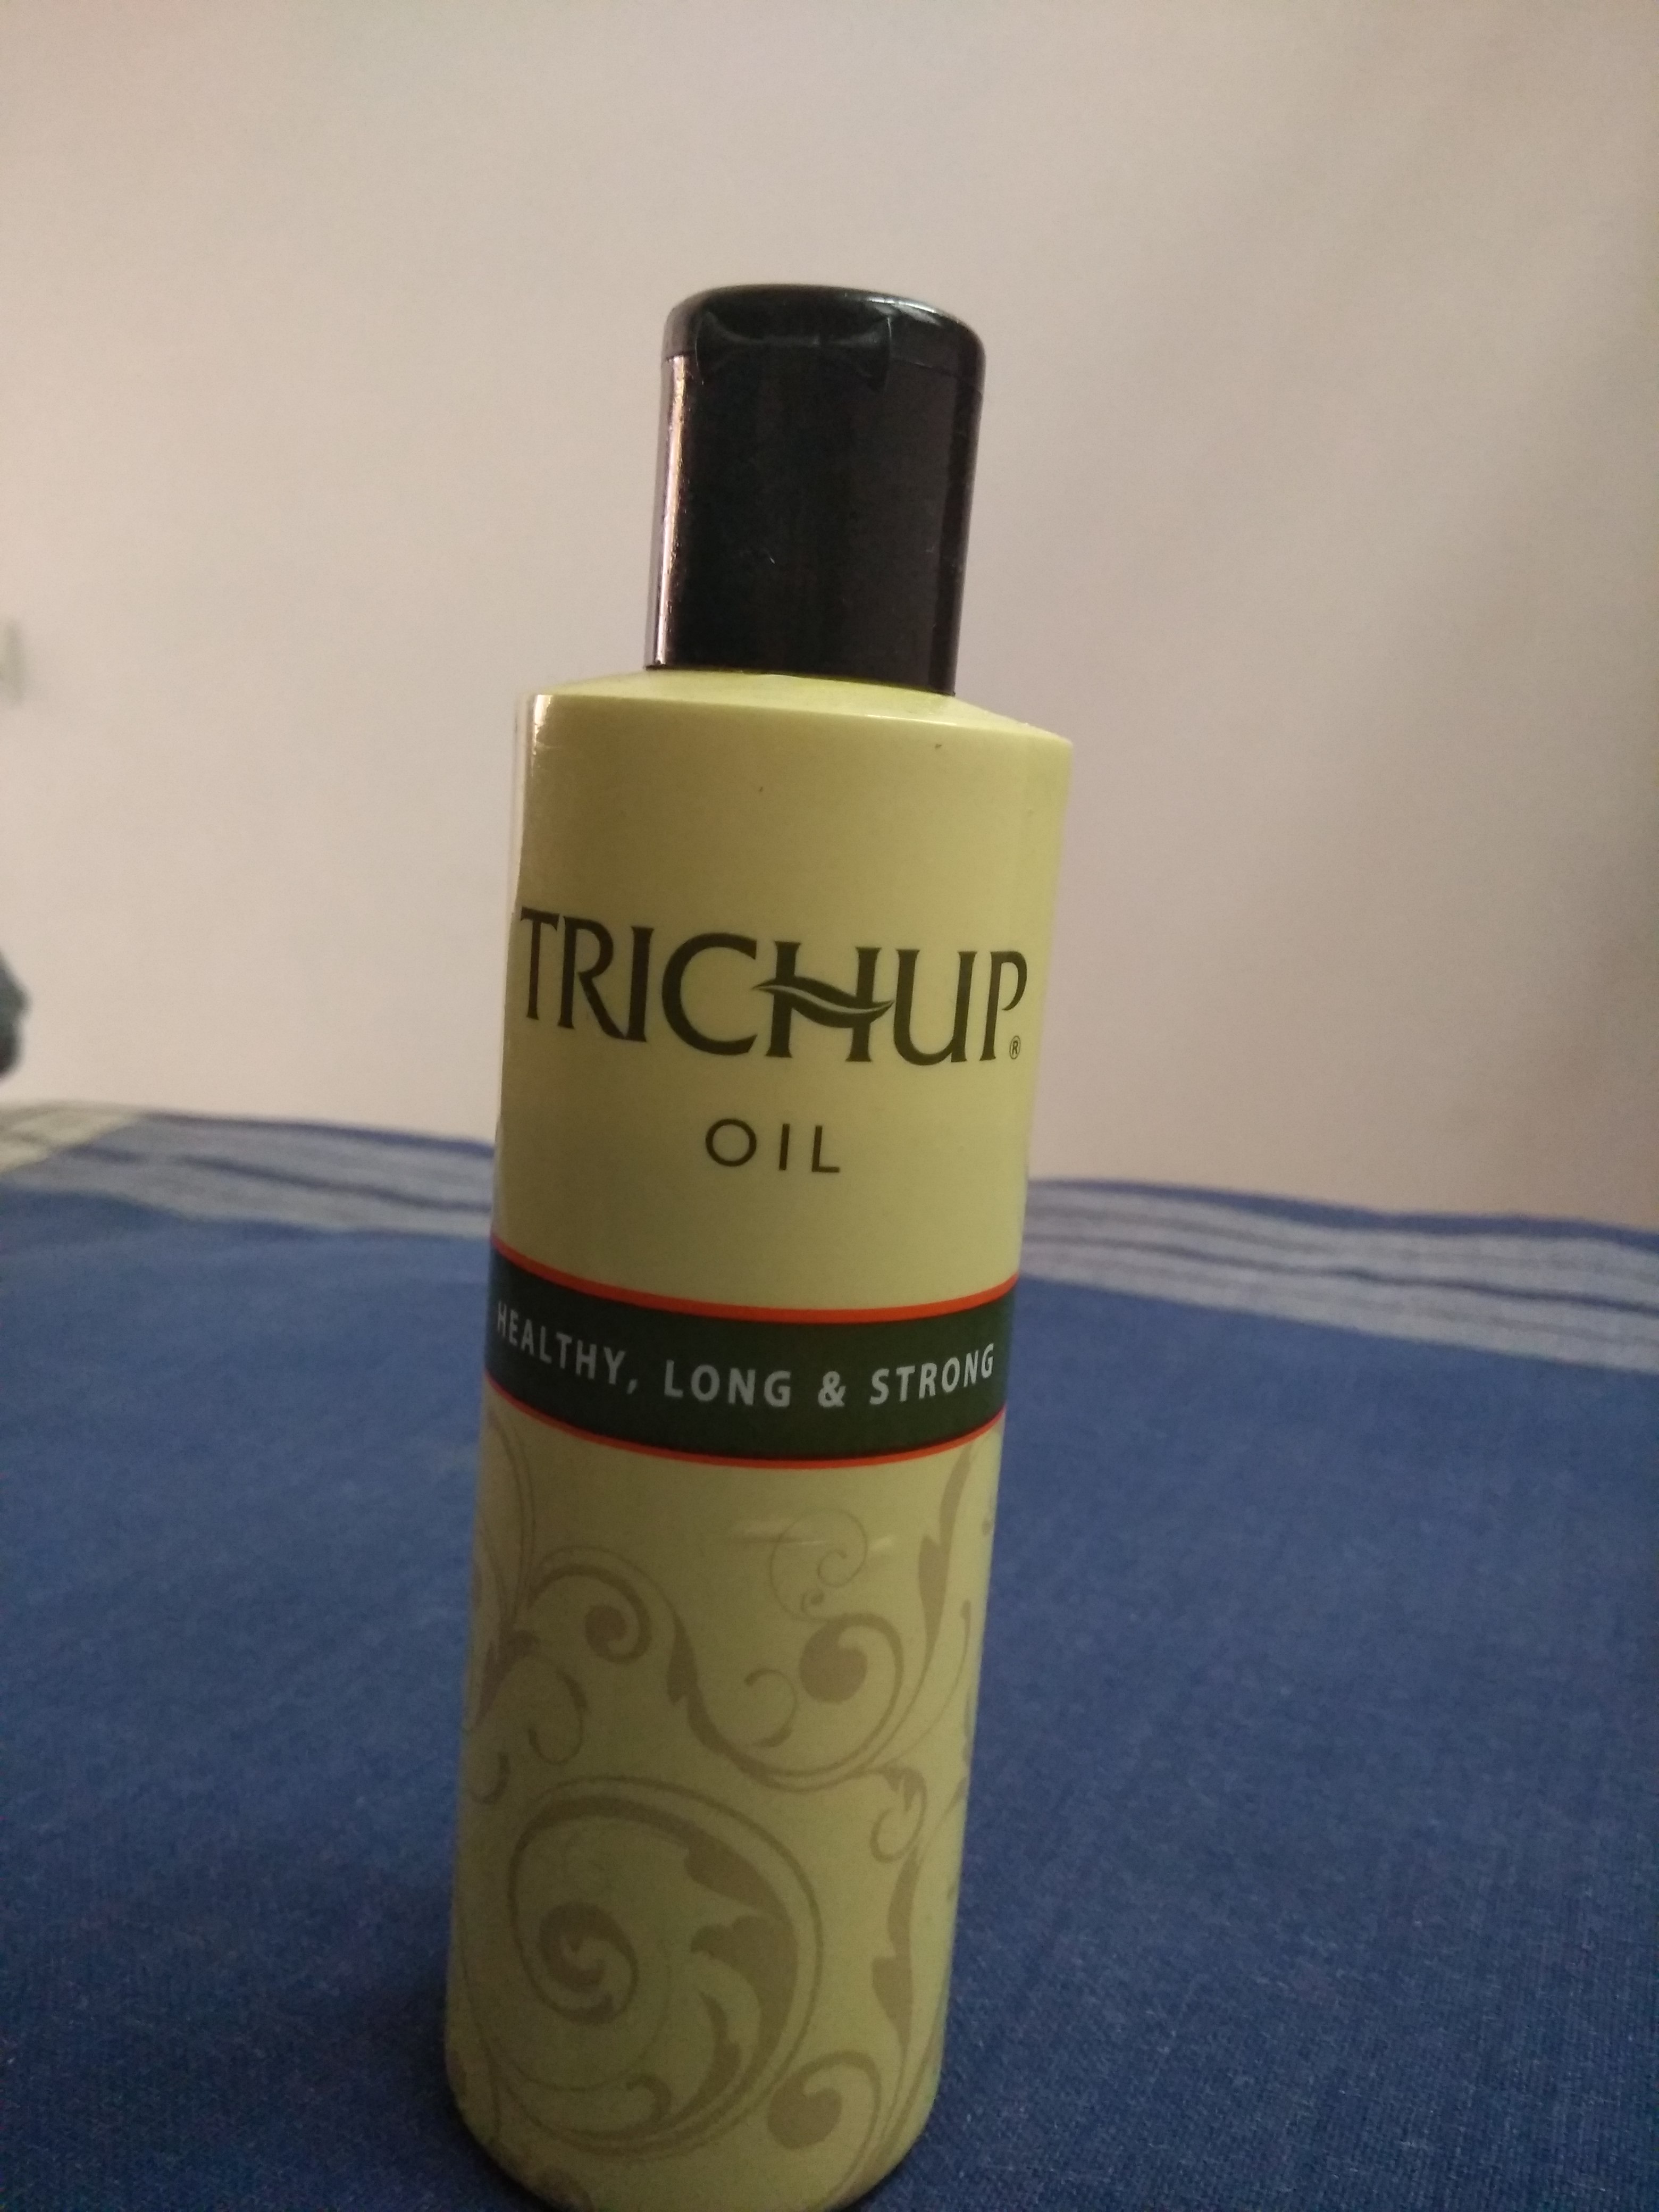 TRICHUP®
OIL
HEALTHY, LONG & STRONG